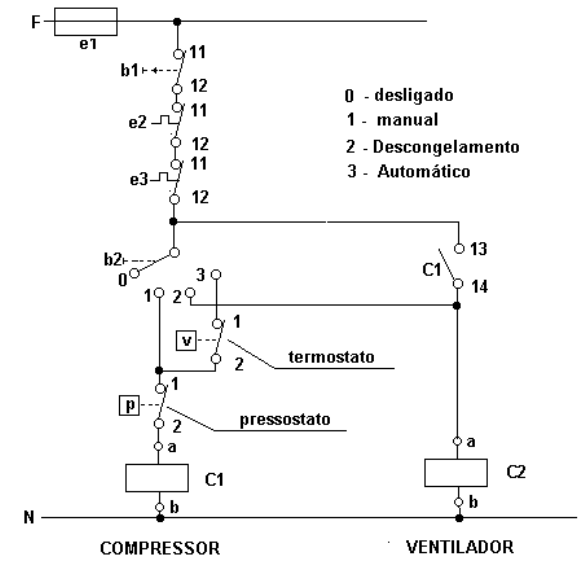 F
e1
11
b1
12
11
e2
12
11
e3
12
0 - desligado
1 - manual
2 - Descongelamento
3 - Automático
b2
0
1
2
3
13
C1
14
1
v
2
termostato
1
p
2
pressostato
a
C1
b
a
C2
b
N
COMPRESSOR
VENTILADOR